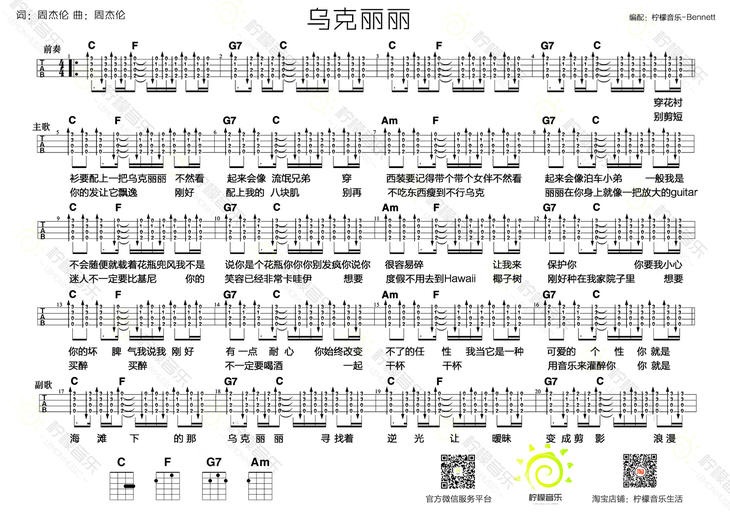 词：周杰伦 曲：周杰伦
乌克丽丽
编配：柠檬音乐-Bennett
前奏 C F G7 C C F G7 C
穿花衬
别剪短
主歌 C F G7 C Am F G7 C
衫要配上一把乌克丽丽 不然看 起来会像 流氓兄弟 穿 西装要记得带个带个女伴不然看 起来会像泊车小弟 一般我是
你的发让它飘逸 刚好 配上我的 八块肌 别再 不吃东西瘦到不行乌克 丽丽在你身上就像一把放大的guitar
C F G7 C Am F G7 C
不会随便就载着花瓶兜风我不是 说你是个花瓶你你你别发疯你说你 很容易碎 让我来 保护你 你要我小心
迷人不一定要比基尼 你的 笑容已经非常卡哇伊 想要 度假不用去到Hawaii 椰子树 刚好种在我家院子里 想要
C F G7 C Am F G7 C
你的坏 脾 气我说我 刚好 有一点 耐心 你始终改变 不了的任 性 我当它是一种 可爱的 个 性 你 就是
买醉 买醉 不一定要喝酒 一起 干杯 干杯 用音乐来灌醉你 你 就是
副歌 C F G7 C C F G7 C
海 滩 下 的那 乌克丽丽 寻找着 逆光让 暧昧 变成剪影 浪漫
C F G7 Am
官方微信服务平台
柠檬音乐
淘宝店铺：柠檬音乐生活